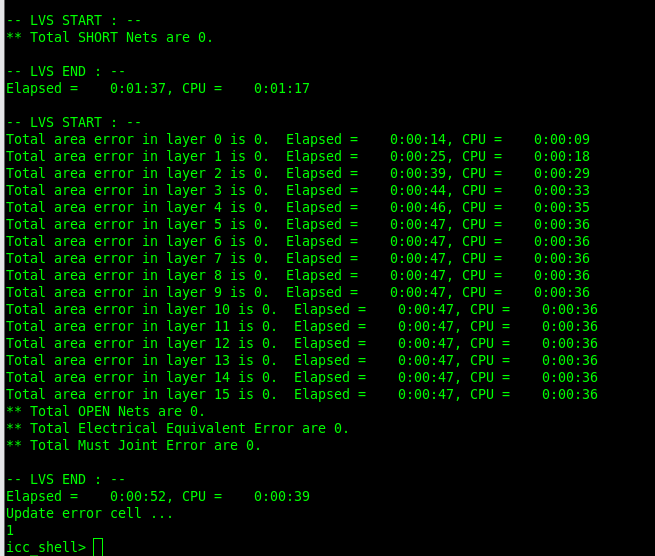 -- LVS START : --
** Total SHORT Nets are 0.
-- LVS END : --
Elapsed =    0:01:37, CPU =    0:01:17
-- LVS START : --
Total area error in layer 0 is 0.  Elapsed =    0:00:14, CPU =    0:00:09
Total area error in layer 1 is 0.  Elapsed =    0:00:25, CPU =    0:00:18
Total area error in layer 2 is 0.  Elapsed =    0:00:39, CPU =    0:00:29
Total area error in layer 3 is 0.  Elapsed =    0:00:44, CPU =    0:00:33
Total area error in layer 4 is 0.  Elapsed =    0:00:46, CPU =    0:00:35
Total area error in layer 5 is 0.  Elapsed =    0:00:47, CPU =    0:00:36
Total area error in layer 6 is 0.  Elapsed =    0:00:47, CPU =    0:00:36
Total area error in layer 7 is 0.  Elapsed =    0:00:47, CPU =    0:00:36
Total area error in layer 8 is 0.  Elapsed =    0:00:47, CPU =    0:00:36
Total area error in layer 9 is 0.  Elapsed =    0:00:47, CPU =    0:00:36
Total area error in layer 10 is 0.  Elapsed =    0:00:47, CPU =    0:00:36
Total area error in layer 11 is 0.  Elapsed =    0:00:47, CPU =    0:00:36
Total area error in layer 12 is 0.  Elapsed =    0:00:47, CPU =    0:00:36
Total area error in layer 13 is 0.  Elapsed =    0:00:47, CPU =    0:00:36
Total area error in layer 14 is 0.  Elapsed =    0:00:47, CPU =    0:00:36
Total area error in layer 15 is 0.  Elapsed =    0:00:47, CPU =    0:00:36
** Total OPEN Nets are 0.
** Total Electrical Equivalent Error are 0.
** Total Must Joint Error are 0.
-- LVS END : --
Elapsed =    0:00:52, CPU =    0:00:39
Update error cell ...
1
icc_shell>